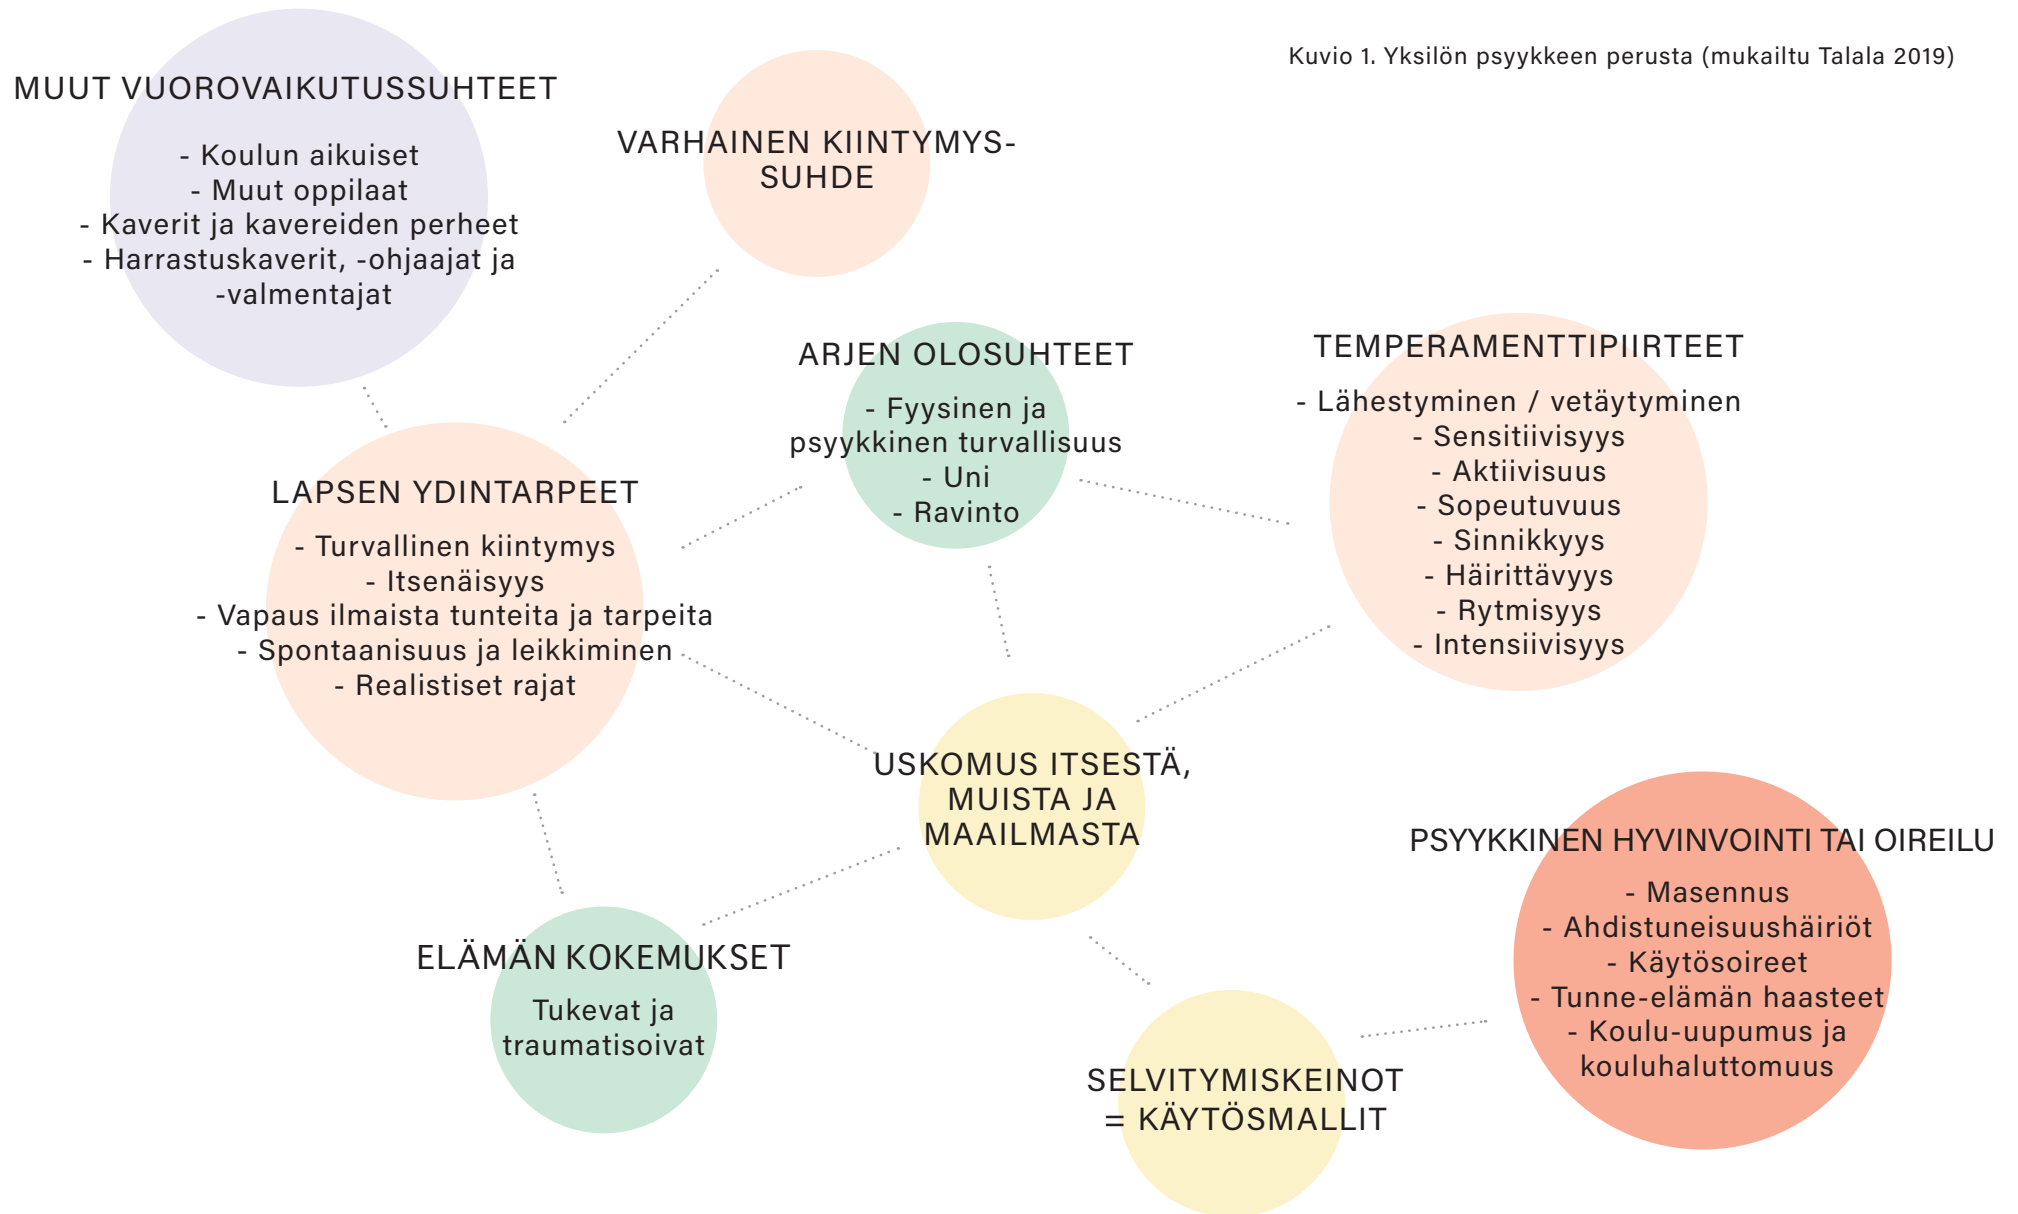 Kuvio 1. Yksilön psyykkeen perusta (mukailtu Talala 2019)
MUUT VUOROVAIKUTUSSUHTEET
- Koulun aikuiset
- Muut oppilaat
- Kaverit ja kavereiden perheet
- Harrastuskaverit, -ohjaajat ja
-valmentajat
VARHAINEN KIINTYMYS-
SUHDE
ARJEN OLOSUHTEET
- Fyysinen ja
psyykkinen turvallisuus
- Uni
- Ravinto
TEMPERAMENTTIPIIRTEET
- Lähestyminen / vetäytyminen
- Sensitiivisyys
- Aktiivisuus
- Sopeutuvuus
- Sinnikkyys
- Häirittävyys
- Rytmisyys
- Intensiivisyys
LAPSEN YDINTARPEET
- Turvallinen kiintymys
- Itsenäisyys
- Vapaus ilmaista tunteita ja tarpeita
- Spontaanisuus ja leikkiminen
- Realistiset rajat
USKOMUS ITSESTÄ,
MUISTA JA
MAAILMASTA
PSYYKKINEN HYVINVOINTI TAI OIREILU
- Masennus
- Ahdistuneisuushäiriöt
- Käytösoireet
- Tunne-elämän haasteet
- Koulu-uupumus ja
kouluhaluttomuus
ELÄMÄN KOKEMUKSET
Tukevat ja
traumatisoivat
SELVITYMISKEINOT
= KÄYTÖSMALLIT